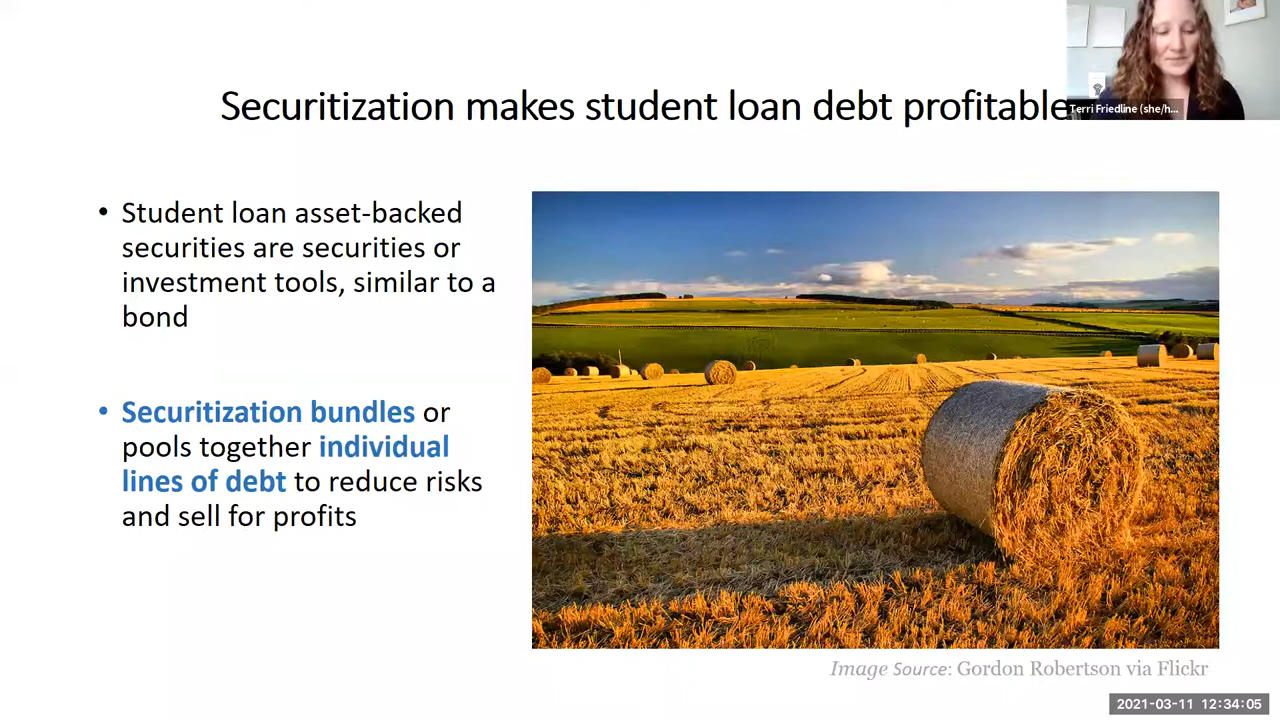 Securitization makes student loan debt profitable
Terri Friedline (she/h...
• Student loan asset-backed
securities are securities or
investment tools, similar to a
bond
• Securitization bundles or
pools together individual
lines of debt to reduce risks
and sell for profits
Image Source: Gordon Robertson via Flickr
2021-03-11 12:34:05